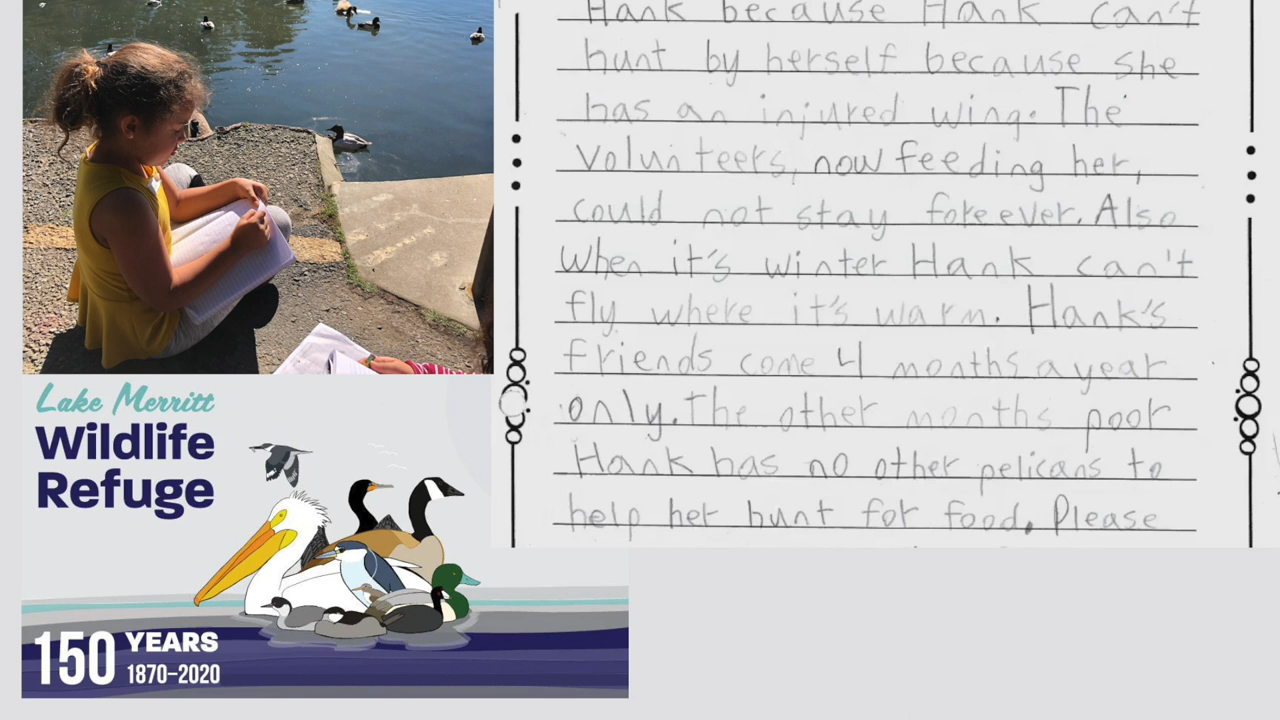 Hank because Hank can't
hunt by herself because she
has an injured wing. The
volunteers, now feeding her,
could not stay foreever. Also
when it's winter Hank can't
fly where it's warm. Hank's
friends come 4 months a year
only. The other months poor
Hank has no other pelicans to
help her hunt for food. Please
Lake Merritt
Wildlife
Refuge
150 YEARS
1870-2020